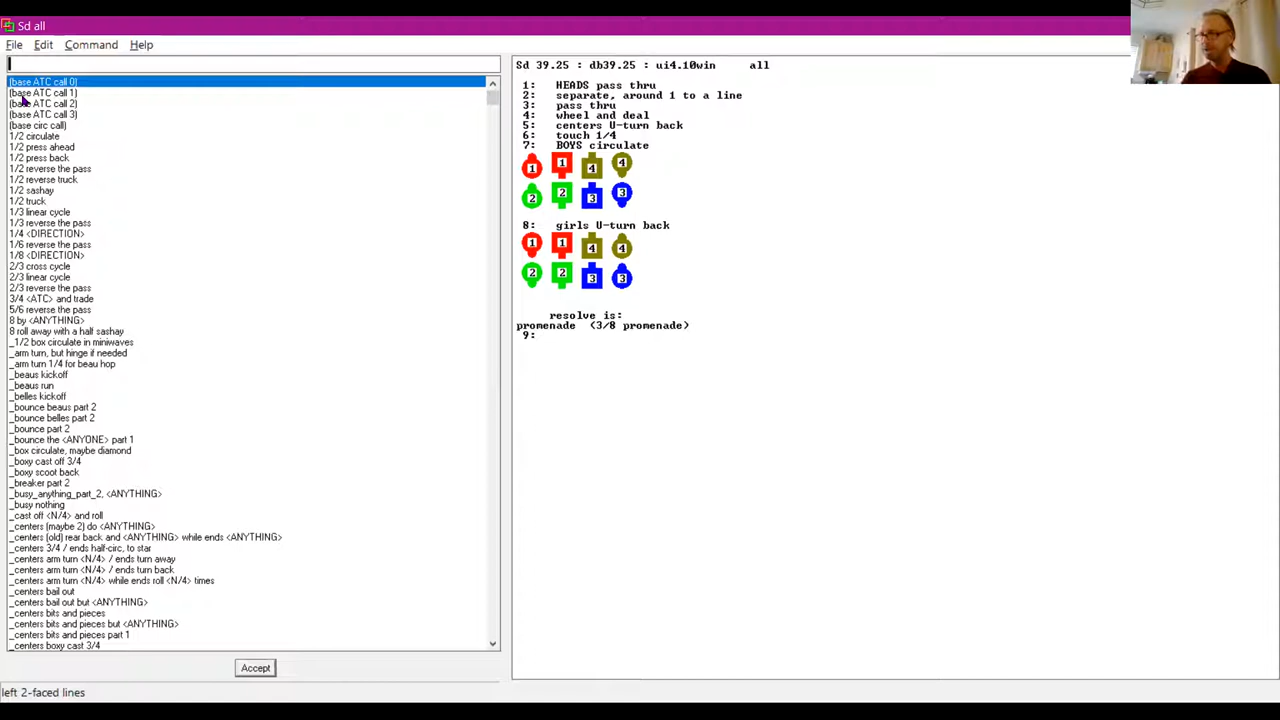 Sd all
File Edit Command Help
(base ATC call 0)
(base ATC call 1)
(base ATC call 2)
(base ATC call 3)
(base circ call)
1/2 circulate
1/2 press ahead
1/2 press back
1/2 reverse the pass
1/2 reverse truck
1/2 sashay
1/2 truck
1/3 linear cycle
1/3 reverse the pass
1/4 <DIRECTION>
1/6 reverse the pass
1/8 <DIRECTION>
2/3 cross cycle
2/3 linear cycle
2/3 reverse the pass
3/4 <ATC> and trade
5/6 reverse the pass
8 by <ANYTHING>
8 roll away with a half sashay
_1/2 box circulate in miniwaves
_arm turn, but hinge if needed
_arm turn 1/4 for beau hop
_beaus kickoff
_beaus run
_belles kickoff
_bounce beaus part 2
_bounce belles part 2
_bounce part 2
_bounce the <ANYONE> part 1
_box circulate, maybe diamond
_boxy cast off 3/4
_boxy scoot back
_breaker part 2
_busy_anything_part_2, <ANYTHING>
_busy nothing
_cast off <N/4> and roll
_centers (maybe 2) do <ANYTHING>
_centers (old) rear back and <ANYTHING> while ends <ANYTHING>
_centers 3/4 / ends half-circ, to star
_centers arm turn <N/4> / ends turn away
_centers arm turn <N/4> / ends turn back
_centers arm turn <N/4> while ends roll <N/4> times
_centers bail out
_centers bail out but <ANYTHING>
_centers bits and pieces
_centers bits and pieces but <ANYTHING>
_centers bits and pieces part 1
_centers boxy cast 3/4
Accept
left 2-faced lines
Sd 39.25 : db39.25 : ui4.10win all
1: HEADS pass thru
2: separate, around 1 to a line
3: pass thru
4: wheel and deal
5: centers U-turn back
6: touch 1/4
7: BOYS circulate
1 1 4 4
2 2 3 3
8: girls U-turn back
1 1 4 4
2 2 3 3
resolve is:
promenade (3/8 promenade)
9: